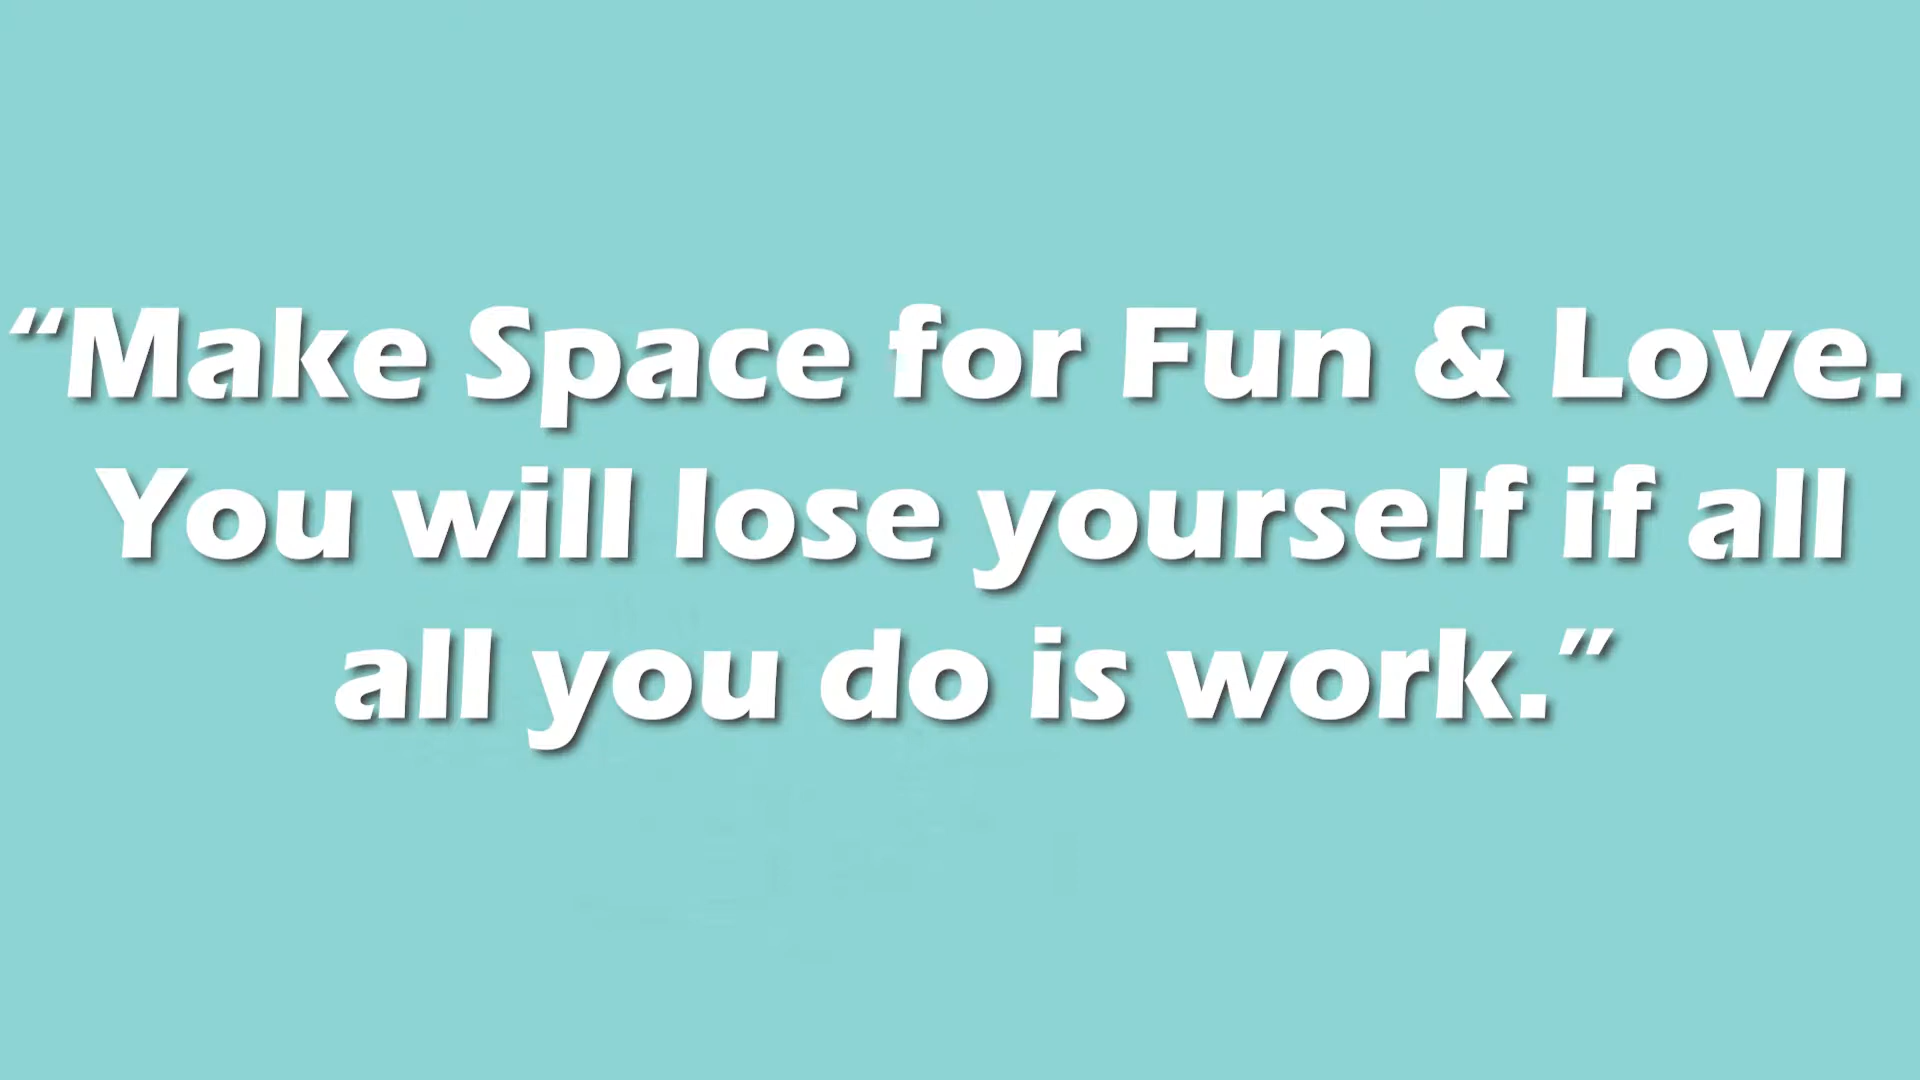 “Make Space for Fun & Love.
You will lose yourself if all
all you do is work.”